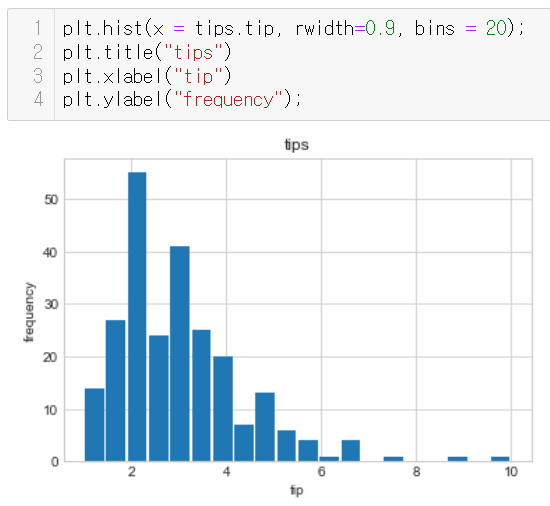 1 plt.hist(x = tips.tip, rwidth=0.9, bins = 20);
2 plt.title("tips")
3 plt.xlabel("tip")
4 plt.ylabel("frequency");
tips
50
40
30
20
10
0
frequency
2 4 6 8 10
tip